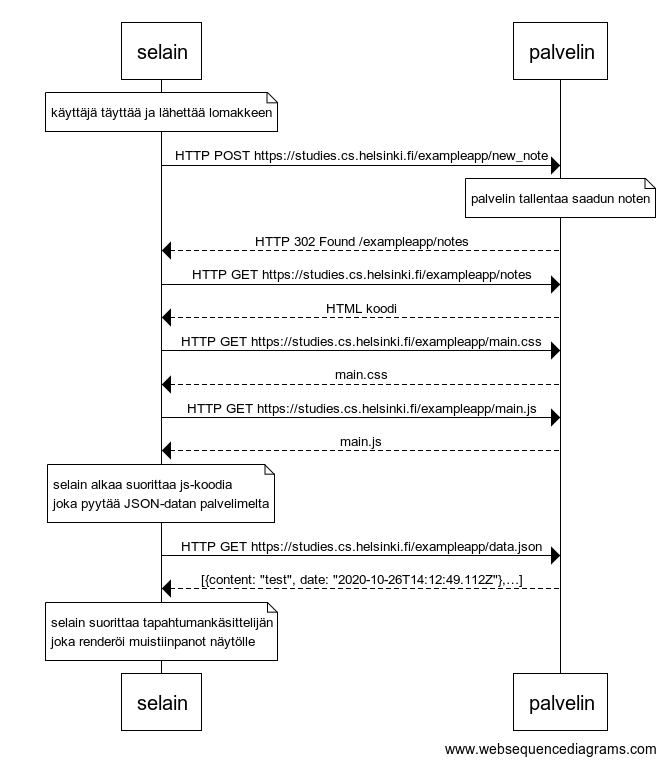 selain
palvelin
käyttäjä täyttää ja lähettää lomakkeen
HTTP POST https://studies.cs.helsinki.fi/exampleapp/new_note
palvelin tallentaa saadun noten
HTTP 302 Found /exampleapp/notes
HTTP GET https://studies.cs.helsinki.fi/exampleapp/notes
HTML koodi
HTTP GET https://studies.cs.helsinki.fi/exampleapp/main.css
main.css
HTTP GET https://studies.cs.helsinki.fi/exampleapp/main.js
main.js
selain alkaa suorittaa js-koodia
joka pyytää JSON-datan palvelimelta
HTTP GET https://studies.cs.helsinki.fi/exampleapp/data.json
[{content: "test", date: "2020-10-26T14:12:49.112Z"},…]
selain suorittaa tapahtumankäsittelijän
joka renderöi muistiinpanot näytölle
selain
palvelin
www.websequencediagrams.com